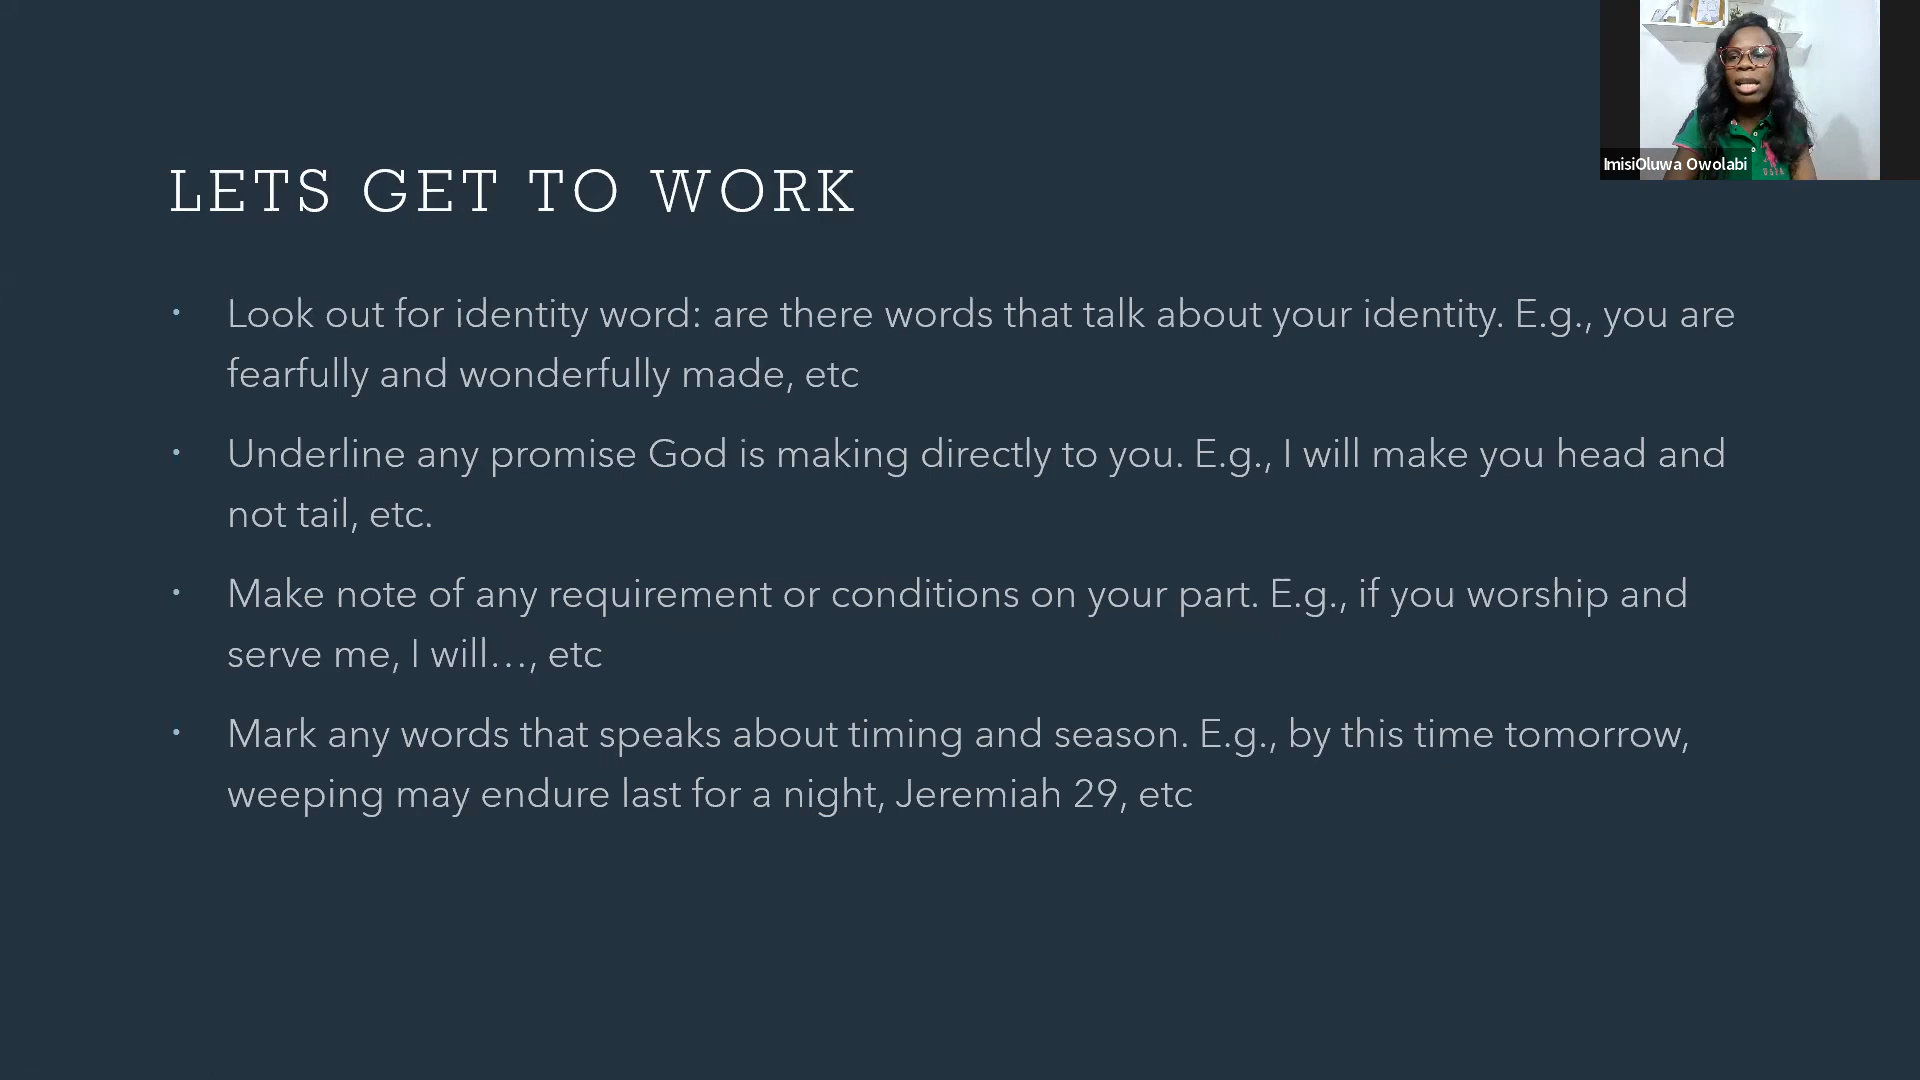 LETS GET TO WORK
• Look out for identity word: are there words that talk about your identity. E.g., you are
fearfully and wonderfully made, etc
• Underline any promise God is making directly to you. E.g., I will make you head and
not tail, etc.
• Make note of any requirement or conditions on your part. E.g., if you worship and
serve me, I will…, etc
• Mark any words that speaks about timing and season. E.g., by this time tomorrow,
weeping may endure last for a night, Jeremiah 29, etc
ImisiOluwa Owolabi